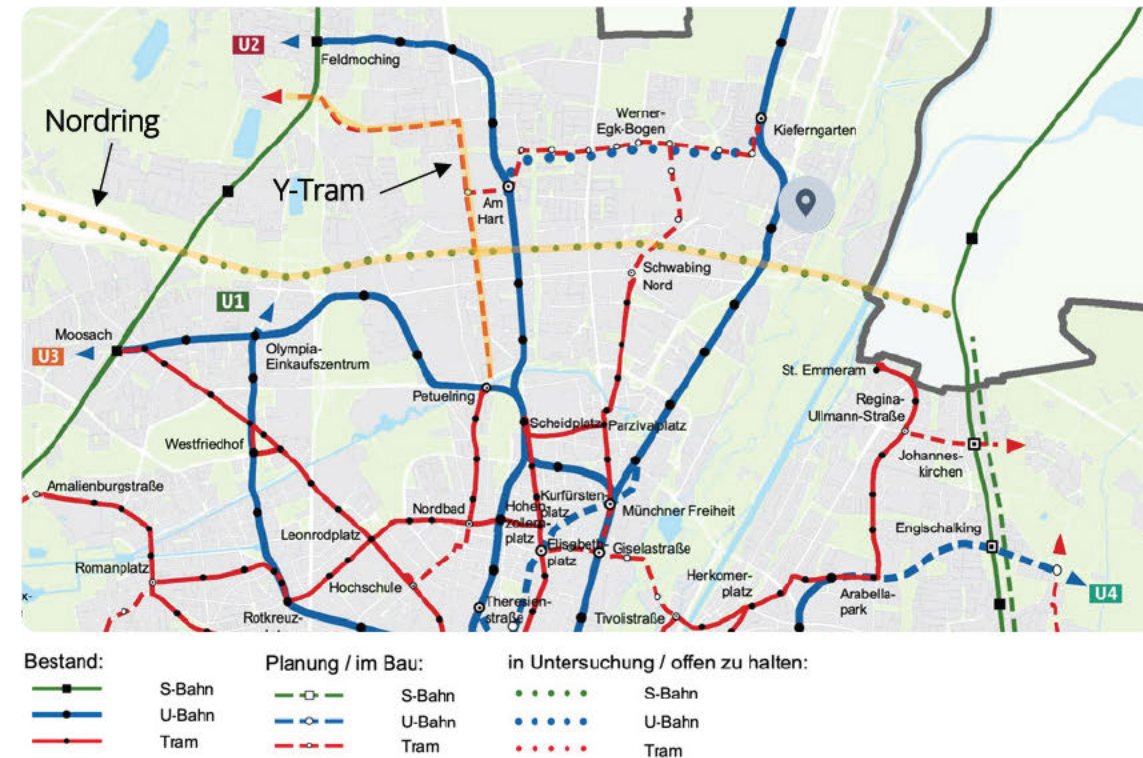 U2
Feldmoching
Nordring
Werner-
Egk-Bogen
Kieferngarten
Y-Tram
Am
Hart
Schwabing
Nord
U1
Moosach
U3
Olympia-
Einkaufszentrum
St. Emmeram
Petuelring
Regina-
Ullmann-Straße
Scheidplatz
Parzivalplatz
Westfriedhof
Johannes-
kirchen
Amalienburgstraße
Nordbad
Hohen-
zollern-
platz
Kurfürsten-
platz
Münchner Freiheit
Leonrodplatz
Engischalking
Elisabeth-
platz
Giselastraße
Romanplatz
Hochschule
Herkomer-
platz
Arabella-
park
U4
Rotkreuz-
Theresien-
straße
Tivolistraße
Bestand:
S-Bahn
U-Bahn
Tram
Planung / im Bau:
S-Bahn
U-Bahn
Tram
in Untersuchung / offen zu halten:
S-Bahn
U-Bahn
Tram